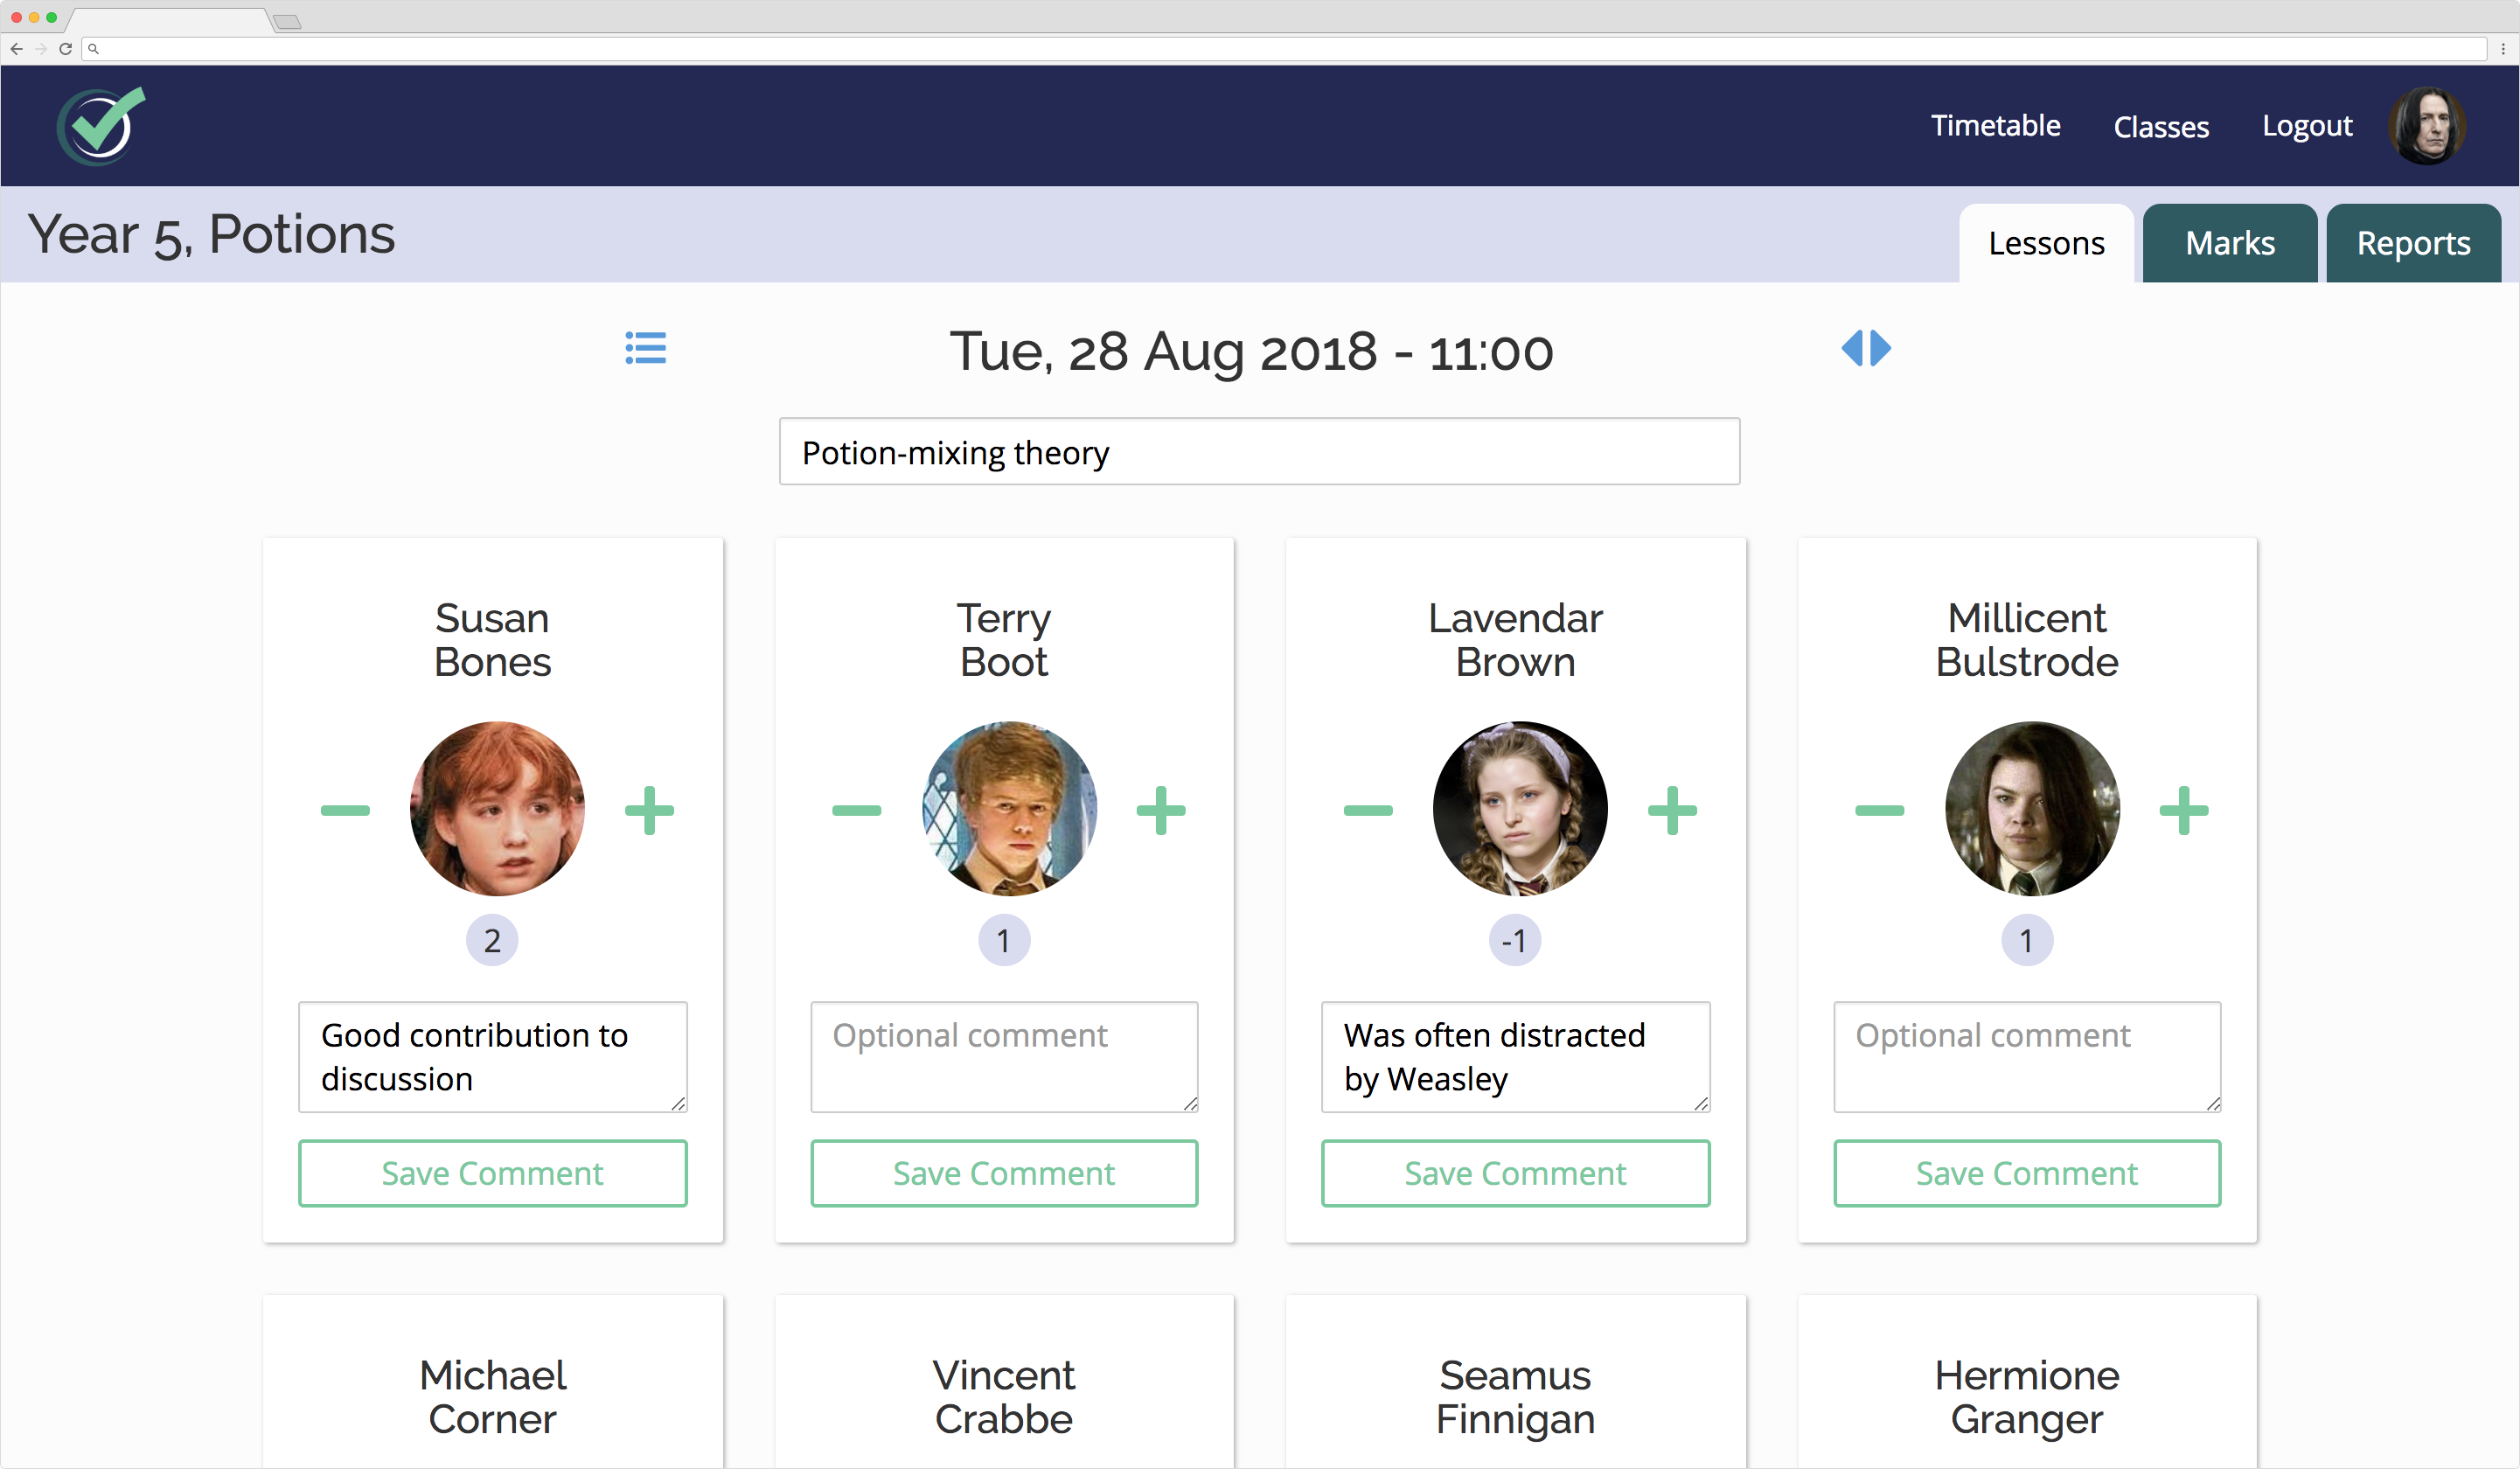 Timetable Classes Logout
Year 5, Potions
Lessons Marks Reports
Tue, 28 Aug 2018 - 11:00
Potion-mixing theory
Susan
Bones
2
Good contribution to
discussion
Save Comment
Terry
Boot
1
Optional comment
Save Comment
Lavendar
Brown
-1
Was often distracted
by Weasley
Save Comment
Millicent
Bulstrode
1
Optional comment
Save Comment
Michael
Corner
Vincent
Crabbe
Seamus
Finnigan
Hermione
Granger